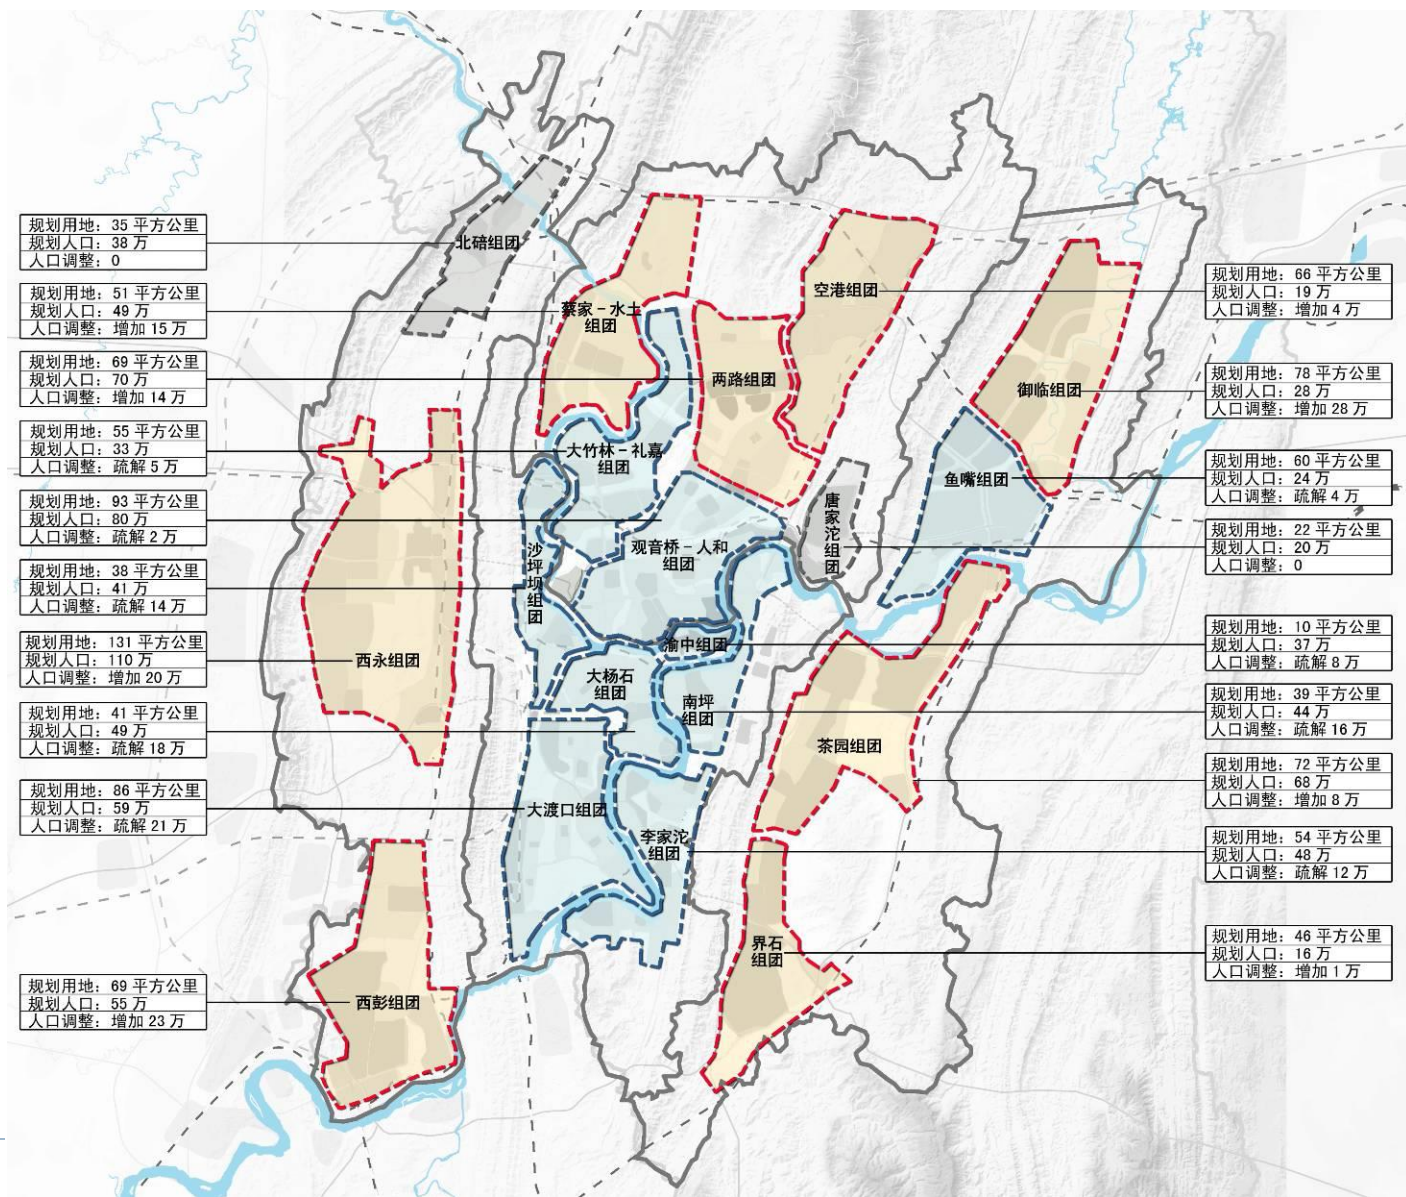 规划用地：35 平方公里
规划人口：38 万
人口调整：0
规划用地：51 平方公里
规划人口：49 万
人口调整：增加 15 万
规划用地：69 平方公里
规划人口：70 万
人口调整：增加 14 万
规划用地：55 平方公里
规划人口：33 万
人口调整：疏解 5 万
规划用地：93 平方公里
规划人口：80 万
人口调整：疏解 2 万
规划用地：38 平方公里
规划人口：41 万
人口调整：疏解 14 万
规划用地：131 平方公里
规划人口：110 万
人口调整：增加 20 万
规划用地：41 平方公里
规划人口：49 万
人口调整：疏解 18 万
规划用地：86 平方公里
规划人口：59 万
人口调整：疏解 21 万
规划用地：69 平方公里
规划人口：55 万
人口调整：增加 23 万
北碚组团
蔡家－水土
组团
空港组团
两路组团
御临组团
大竹林－礼嘉
组团
鱼嘴组团
唐家沱组团
观音桥－人和
组团
沙坪坝组团
渝中组团
西永组团
大杨石
组团
南坪
组团
茶园组团
大渡口组团
李家沱
组团
界石
组团
西彭组团
规划用地：66 平方公里
规划人口：19 万
人口调整：增加 4 万
规划用地：78 平方公里
规划人口：28 万
人口调整：增加 28 万
规划用地：60 平方公里
规划人口：24 万
人口调整：疏解 4 万
规划用地：22 平方公里
规划人口：20 万
人口调整：0
规划用地：10 平方公里
规划人口：37 万
人口调整：疏解 8 万
规划用地：39 平方公里
规划人口：44 万
人口调整：疏解 16 万
规划用地：72 平方公里
规划人口：68 万
人口调整：增加 8 万
规划用地：54 平方公里
规划人口：48 万
人口调整：疏解 12 万
规划用地：46 平方公里
规划人口：16 万
人口调整：增加 1 万